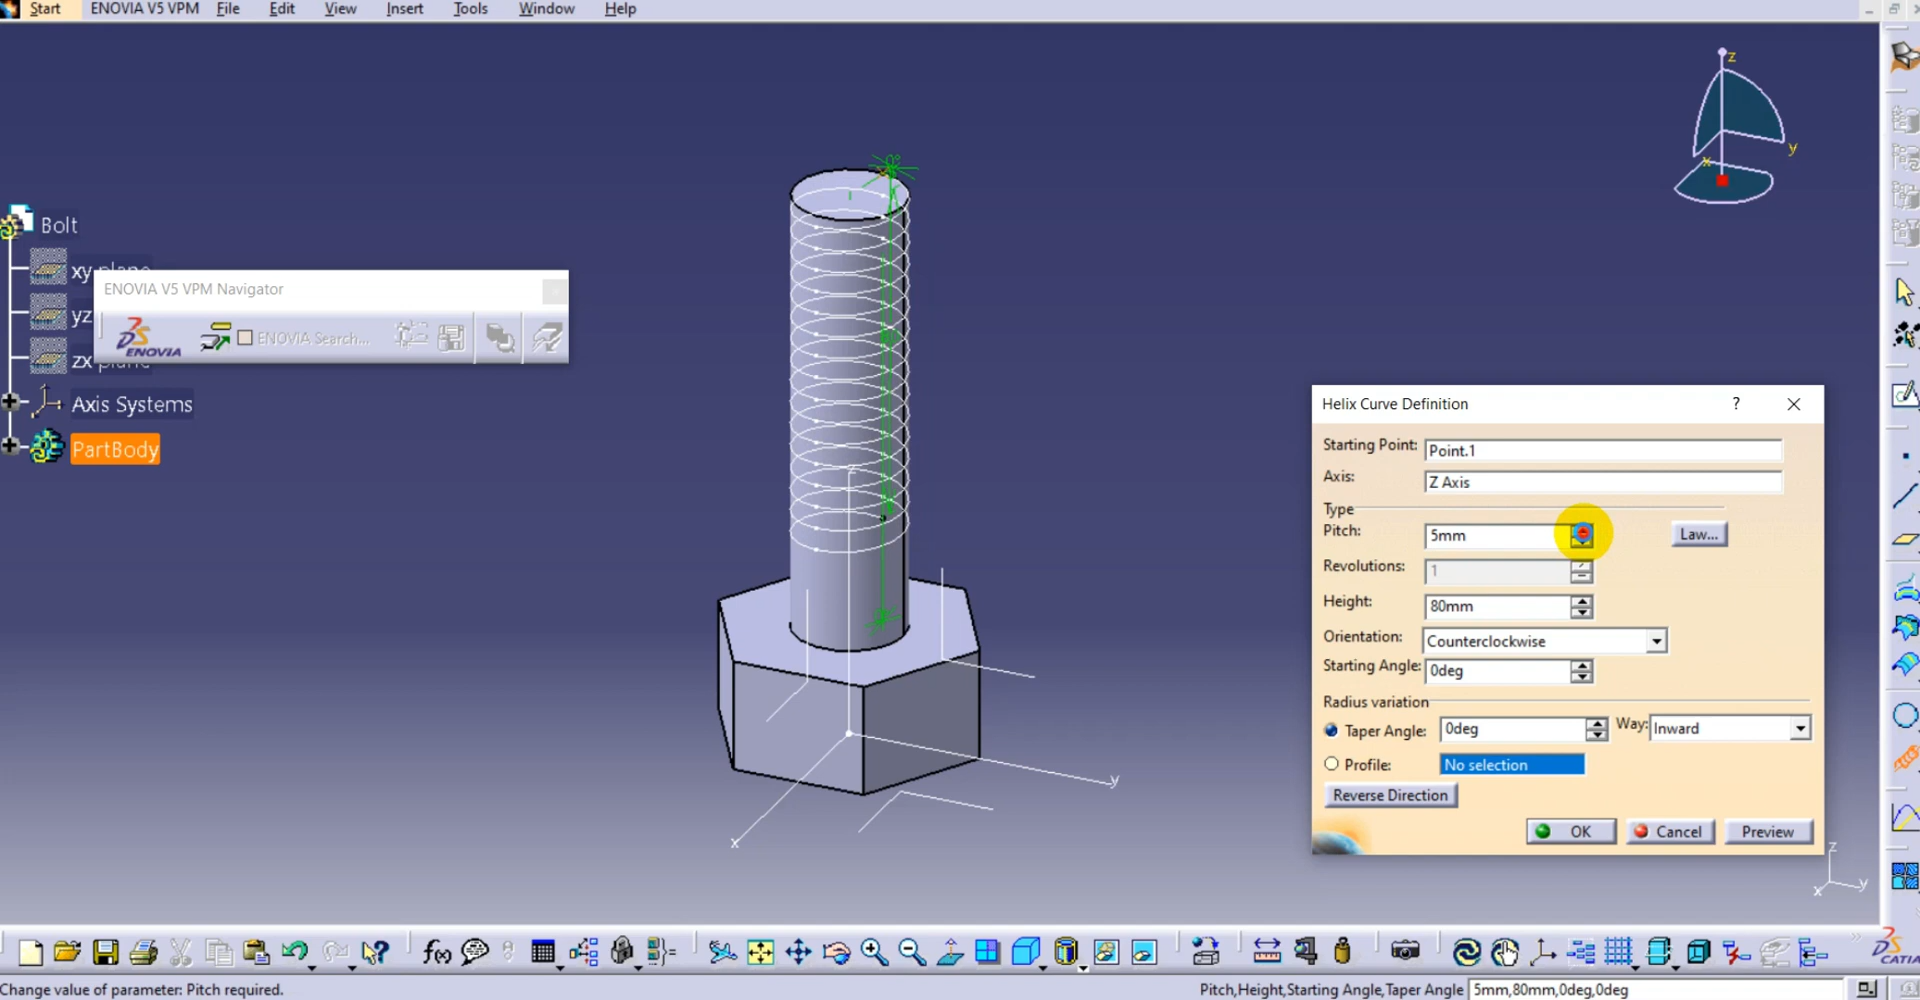 Start ENOVIA V5 VPM File Edit View Insert Tools Window Help
z
y
x
0°
Bolt
xy plane
ENOVIA V5 VPM Navigator
yz
ENOVIA
ENOVIA Search...
zx plane
Axis Systems
PartBody
z
y
x
Helix Curve Definition
?
Starting Point: Point.1
Axis: Z Axis
Type
Pitch: 5mm Law...
Revolutions: 1
Height: 80mm
Orientation: Counterclockwise
Starting Angle: 0deg
Radius variation
Taper Angle: 0deg Way: Inward
Profile: No selection
Reverse Direction
OK Cancel Preview
z
y
x
f(x)
DS
CATIA
Change value of parameter: Pitch required. Pitch,Height,Starting Angle,Taper Angle 5mm,80mm,0deg,0deg